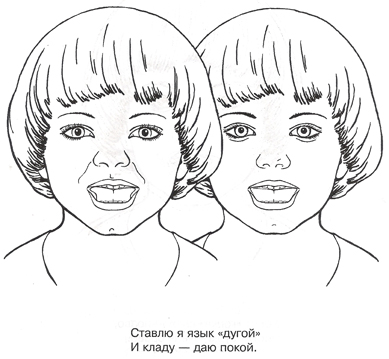 Ставлю я язык «дугой»
И кладу — даю покой.